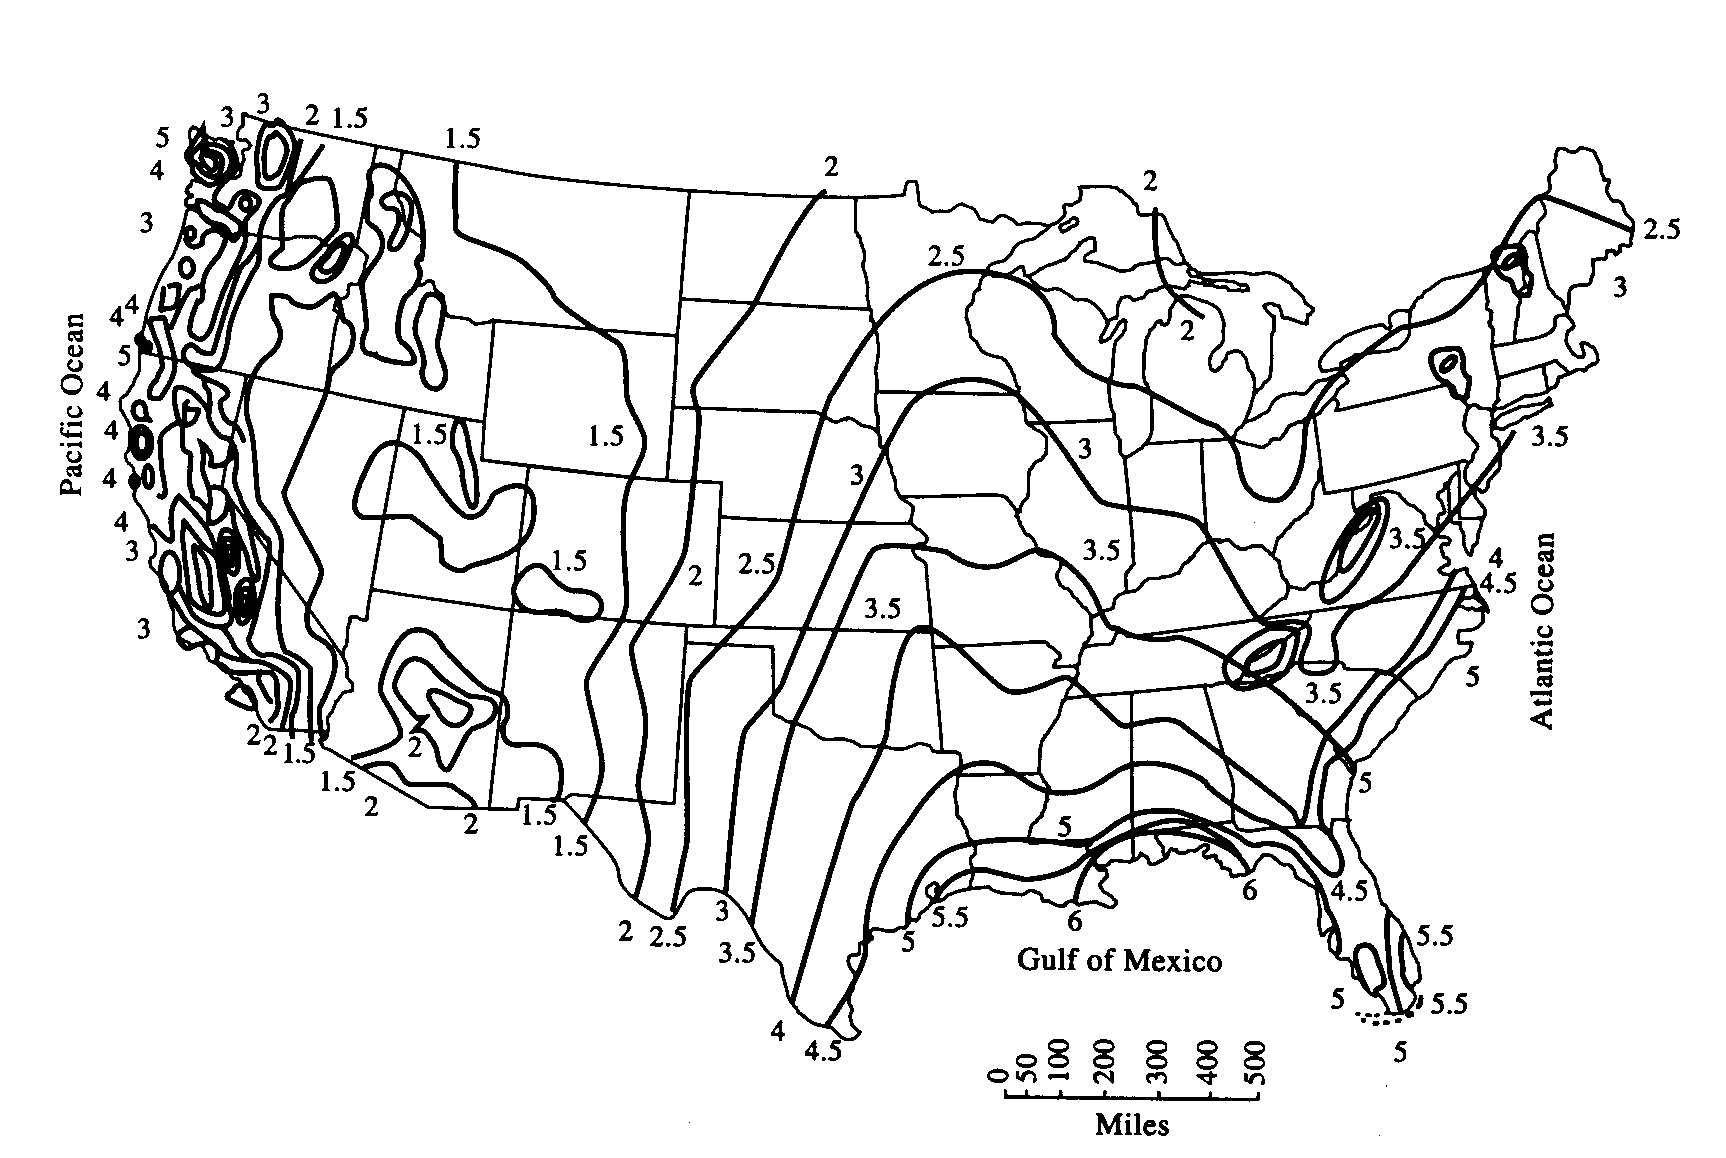 3
3 2 1.5
5 1.5
4 2 2
3 2.5 2.5
3
4 4 2
5
4 1.5 1.5 3 3.5
4 3
4
4 3.5 3.5 4
3 1.5 2 2.5 4.5
3.5
3 5
3.5
2 2 2 1.5
1.5 5
2 2 1.5
1.5 5
6 4.5
2 2.5 3 3.5 5 5.5 6 5.5
5 5.5
4 4.5 5
Pacific Ocean
Atlantic Ocean
Gulf of Mexico
0 50 100 200 300 400 500
Miles